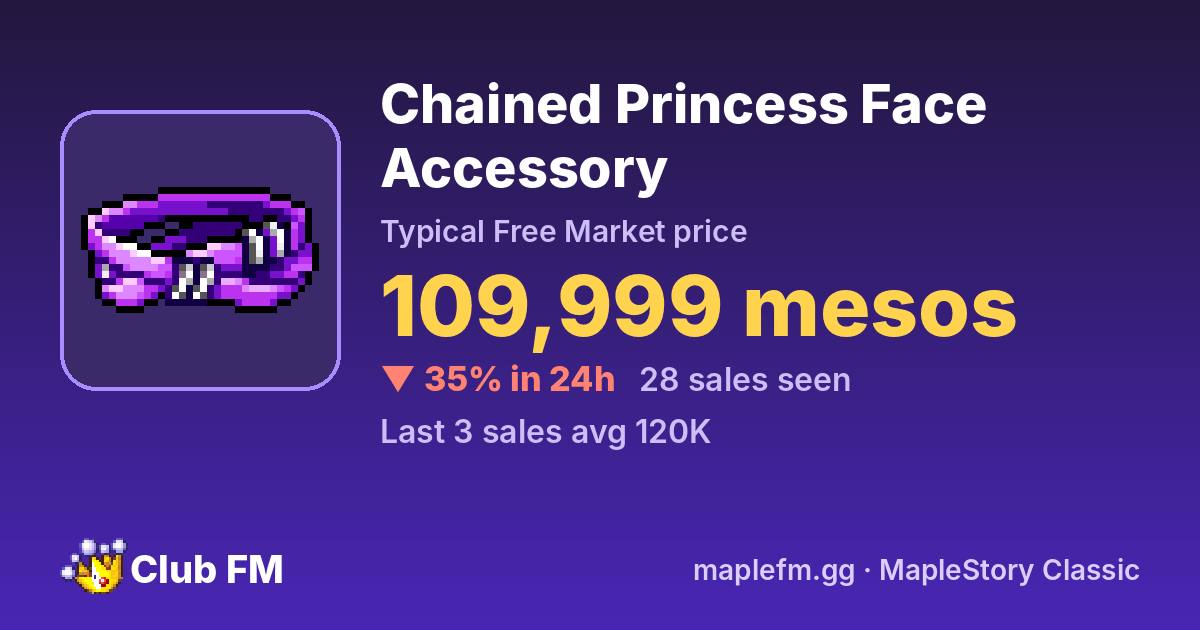 Chained Princess Face
Accessory
Typical Free Market price
109,999 mesos
▼ 35% in 24h 28 sales seen
Last 3 sales avg 120K
Club FM
maplefm.gg · MapleStory Classic